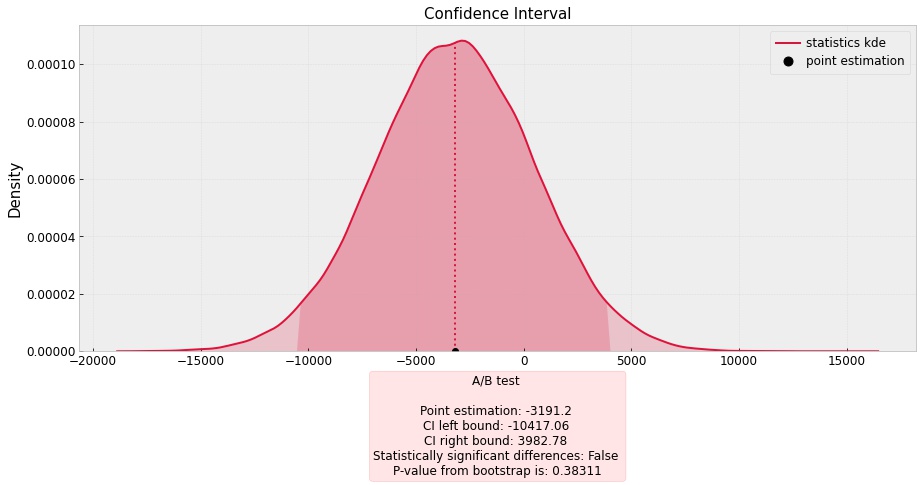 Confidence Interval
statistics kde
point estimation
0.00010
0.00008
0.00006
0.00004
0.00002
0.00000
Density
−20000 −15000 −10000 −5000 0 5000 10000 15000
A/B test
Point estimation: -3191.2
CI left bound: -10417.06
CI right bound: 3982.78
Statistically significant differences: False
P-value from bootstrap is: 0.38311